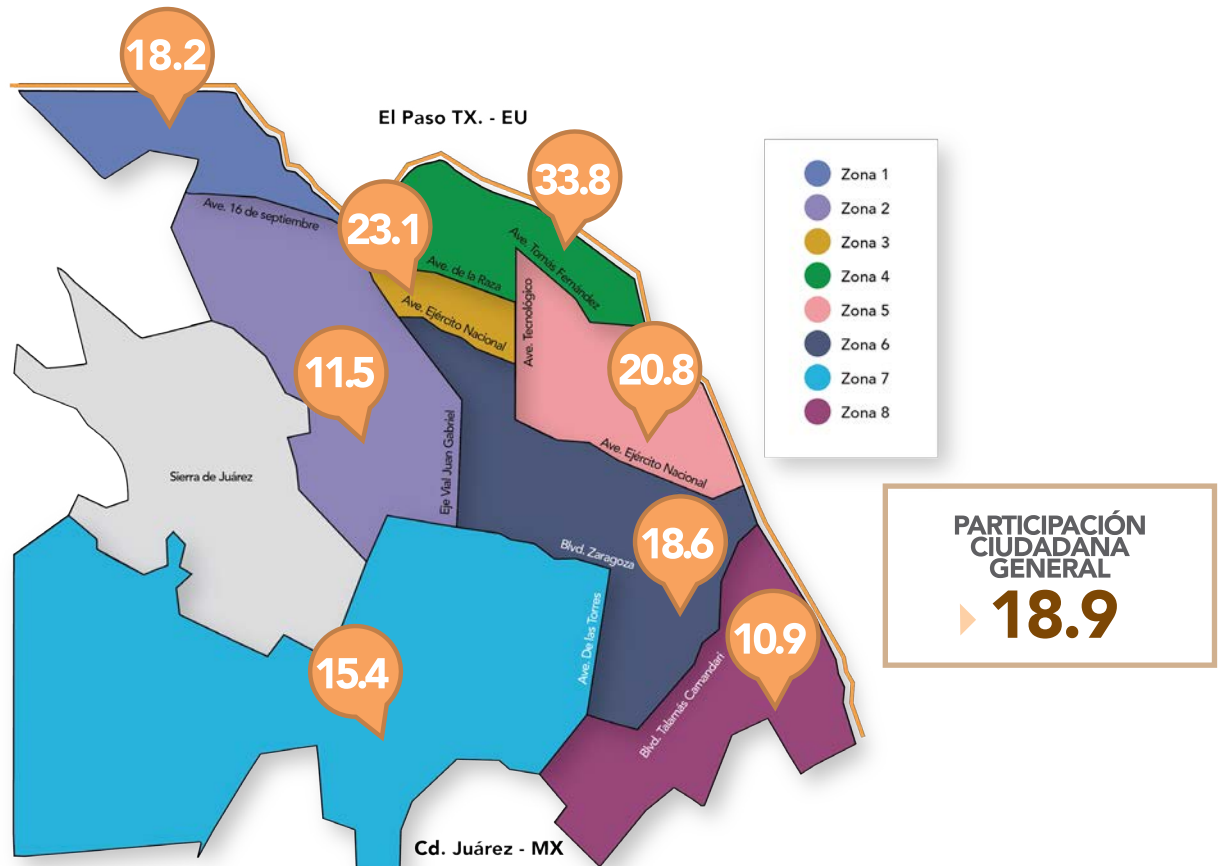 18.2
El Paso TX. - EU
33.8
23.1
Ave. 16 de septiembre
Ave. Tomás Fernández
Ave. de la Raza
Ave. Ejército Nacional
Ave. Tecnológico
11.5
20.8
Eje Vial Juan Gabriel
Ave. Ejército Nacional
Sierra de Juárez
Blvd. Zaragoza
18.6
Ave. De las Torres
10.9
15.4
Blvd. Talamás Camandari
Cd. Juárez - MX
Zona 1
Zona 2
Zona 3
Zona 4
Zona 5
Zona 6
Zona 7
Zona 8
PARTICIPACIÓN
CIUDADANA
GENERAL
18.9